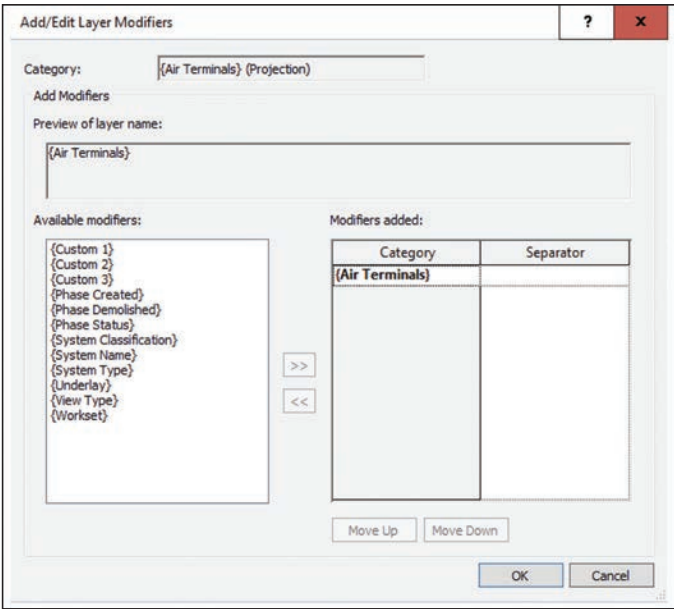 Add/Edit Layer Modifiers
?
x
Category:
{Air Terminals} (Projection)
Add Modifiers
Preview of layer name:
{Air Terminals}
Available modifiers:
{Custom 1}
{Custom 2}
{Custom 3}
{Phase Created}
{Phase Demolished}
{Phase Status}
{System Classification}
{System Name}
{System Type}
{Underlay}
{View Type}
{Workset}
>>
<<
Modifiers added:
Category Separator
{Air Terminals}
Move Up Move Down
OK Cancel